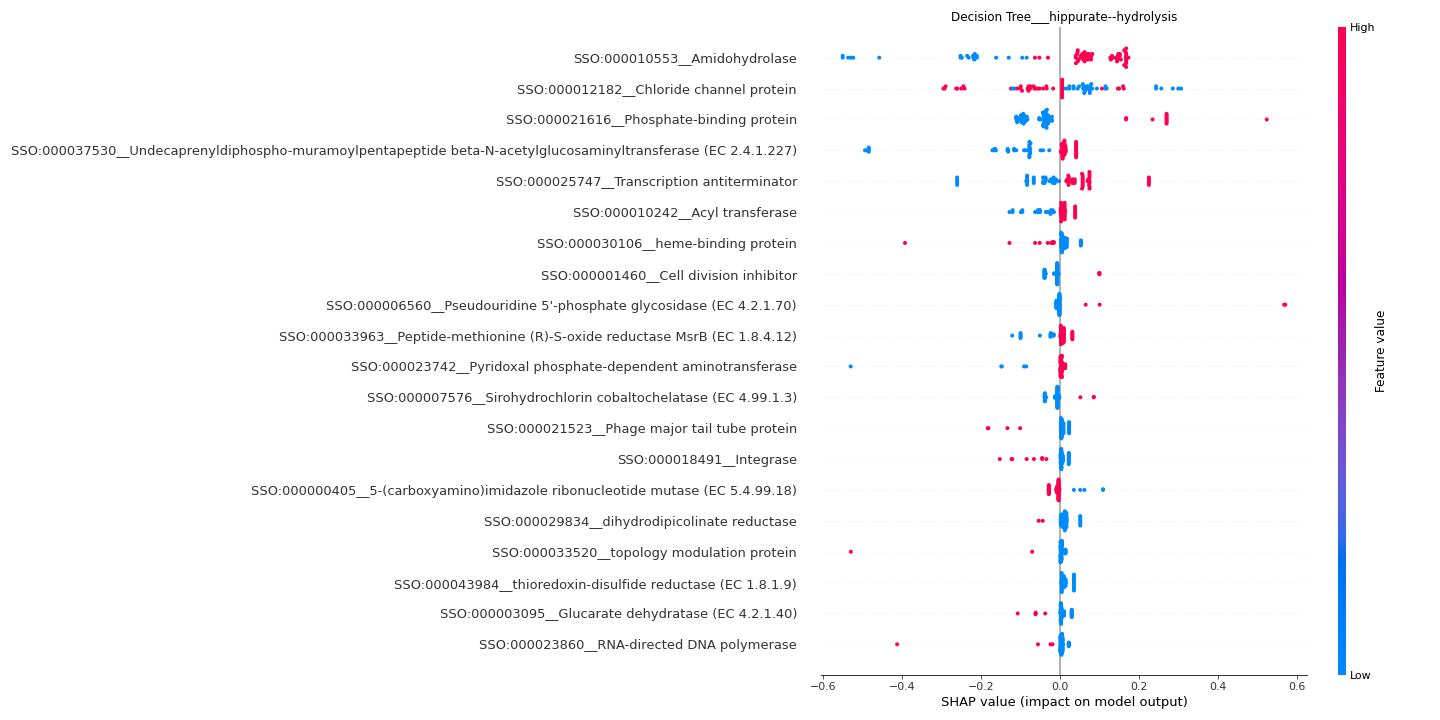 Decision Tree___hippurate--hydrolysis
High
SSO:000010553__Amidohydrolase
SSO:000012182__Chloride channel protein
SSO:000021616__Phosphate-binding protein
SSO:000037530__Undecaprenyldiphospho-muramoylpentapeptide beta-N-acetylglucosaminyltransferase (EC 2.4.1.227)
SSO:000025747__Transcription antiterminator
SSO:000010242__Acyl transferase
SSO:000030106__heme-binding protein
SSO:000001460__Cell division inhibitor
SSO:000006560__Pseudouridine 5'-phosphate glycosidase (EC 4.2.1.70)
SSO:000033963__Peptide-methionine (R)-S-oxide reductase MsrB (EC 1.8.4.12)
SSO:000023742__Pyridoxal phosphate-dependent aminotransferase
SSO:000007576__Sirohydrochlorin cobaltochelatase (EC 4.99.1.3)
SSO:000021523__Phage major tail tube protein
SSO:000018491__Integrase
SSO:000000405__5-(carboxyamino)imidazole ribonucleotide mutase (EC 5.4.99.18)
SSO:000029834__dihydrodipicolinate reductase
SSO:000033520__topology modulation protein
SSO:000043984__thioredoxin-disulfide reductase (EC 1.8.1.9)
SSO:000003095__Glucarate dehydratase (EC 4.2.1.40)
SSO:000023860__RNA-directed DNA polymerase
Feature value
Low
−0.6 −0.4 −0.2 0.0 0.2 0.4 0.6
SHAP value (impact on model output)